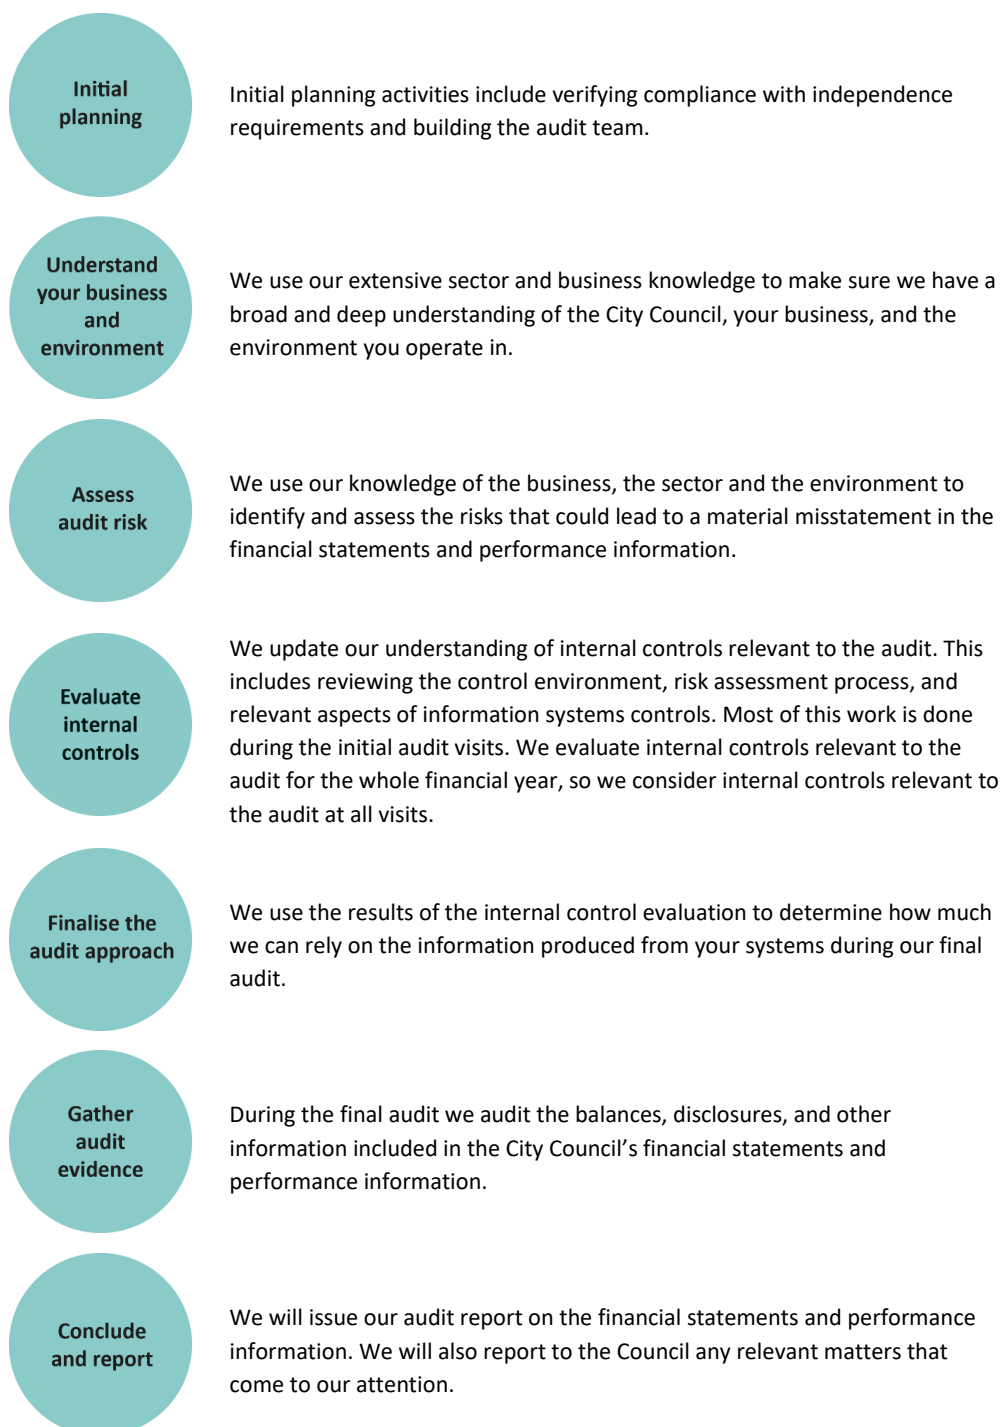 Initial
planning
Initial planning activities include verifying compliance with independence
requirements and building the audit team.
Understand
your business
and
environment
We use our extensive sector and business knowledge to make sure we have a
broad and deep understanding of the City Council, your business, and the
environment you operate in.
Assess
audit risk
We use our knowledge of the business, the sector and the environment to
identify and assess the risks that could lead to a material misstatement in the
financial statements and performance information.
Evaluate
internal
controls
We update our understanding of internal controls relevant to the audit. This
includes reviewing the control environment, risk assessment process, and
relevant aspects of information systems controls. Most of this work is done
during the initial audit visits. We evaluate internal controls relevant to the
audit for the whole financial year, so we consider internal controls relevant to
the audit at all visits.
Finalise the
audit approach
We use the results of the internal control evaluation to determine how much
we can rely on the information produced from your systems during our final
audit.
Gather
audit
evidence
During the final audit we audit the balances, disclosures, and other
information included in the City Council’s financial statements and
performance information.
Conclude
and report
We will issue our audit report on the financial statements and performance
information. We will also report to the Council any relevant matters that
come to our attention.